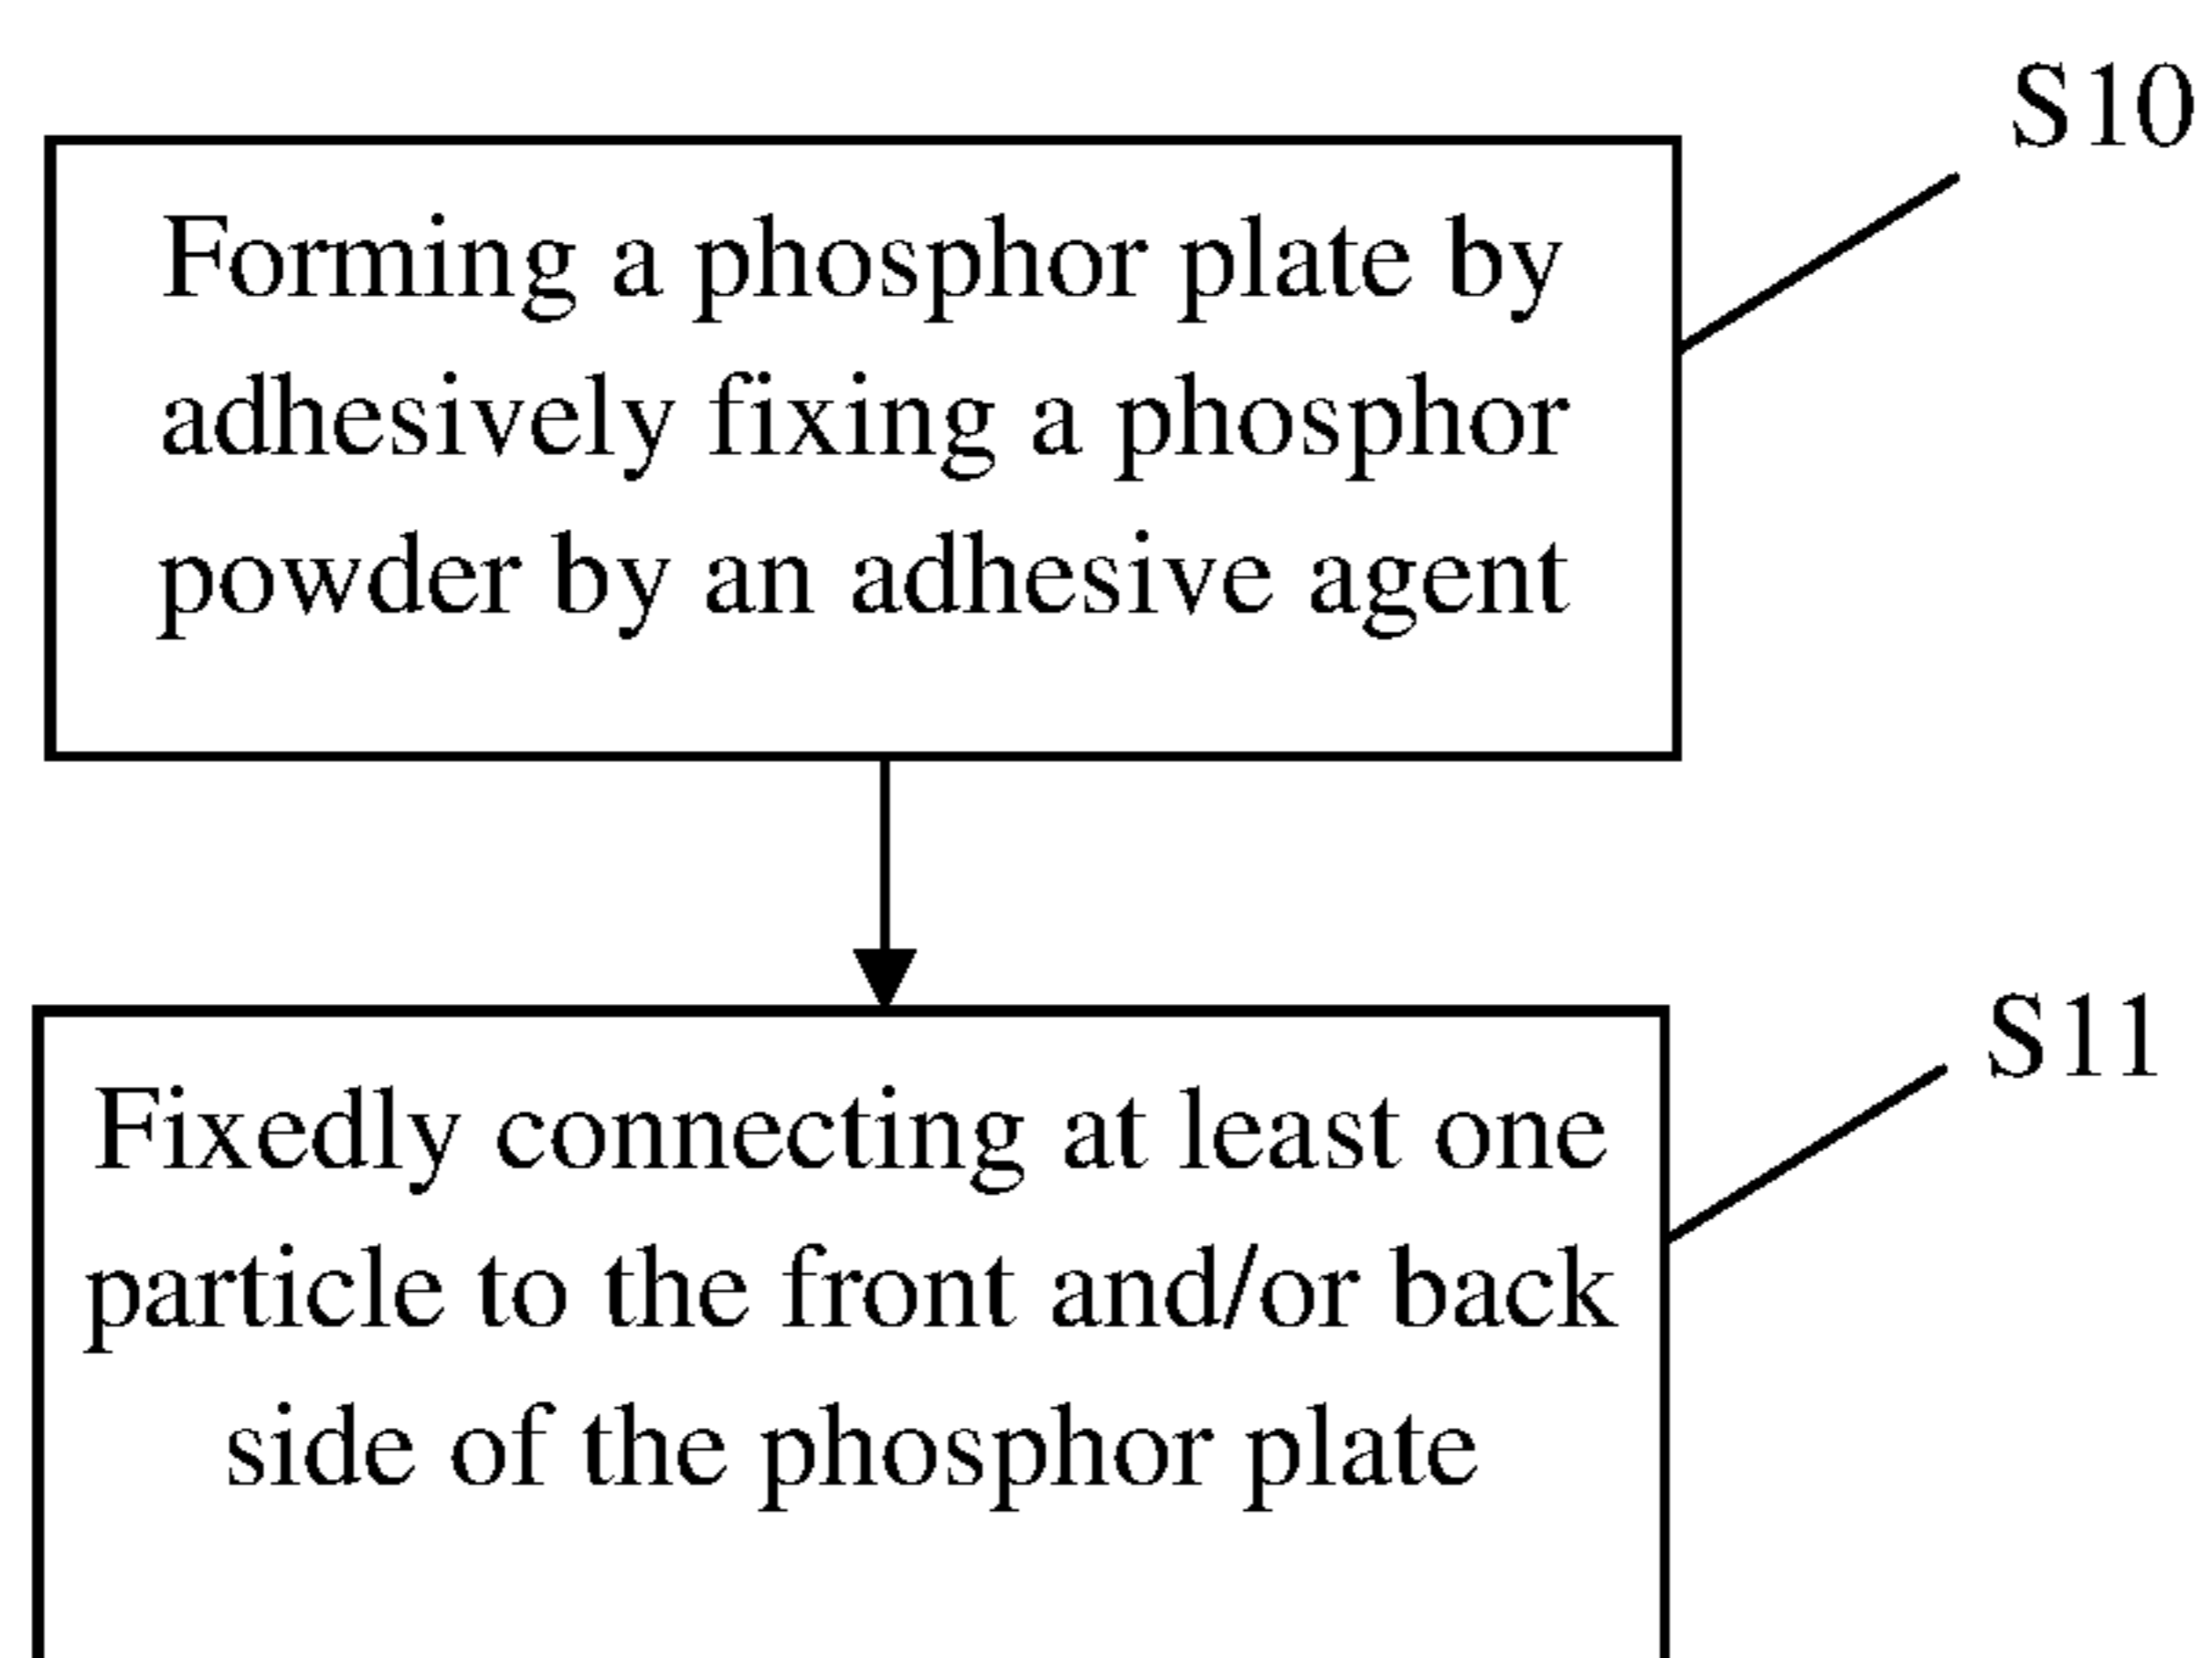 S10
Forming a phosphor plate by
adhesively fixing a phosphor
powder by an adhesive agent
S11
Fixedly connecting at least one
particle to the front and/or back
side of the phosphor plate